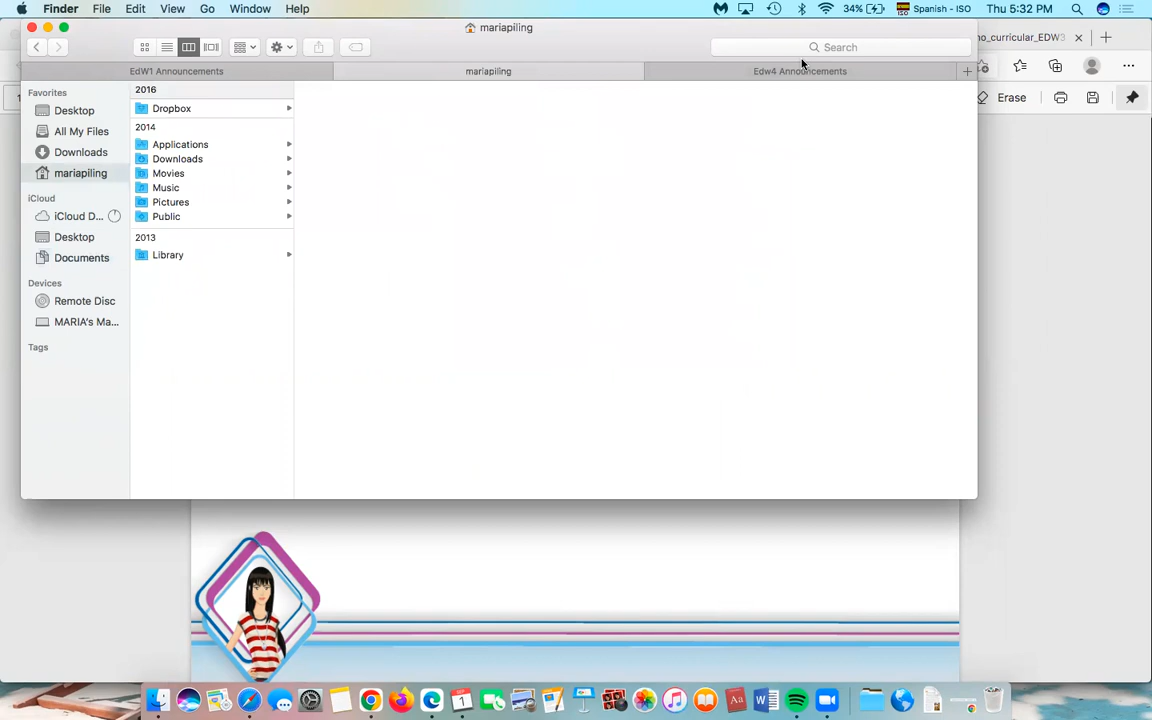 Finder File Edit View Go Window Help 34% Spanish - ISO Thu 5:32 PM
mariapiling
Search
EdW1 Announcements mariapiling Edw4 Announcements
Erase
Favorites
Desktop
All My Files
Downloads
mariapiling
iCloud
iCloud D...
Desktop
Documents
Devices
Remote Disc
MARIA's Ma...
Tags
2016
Dropbox
2014
Applications
Downloads
Movies
Music
Pictures
Public
2013
Library